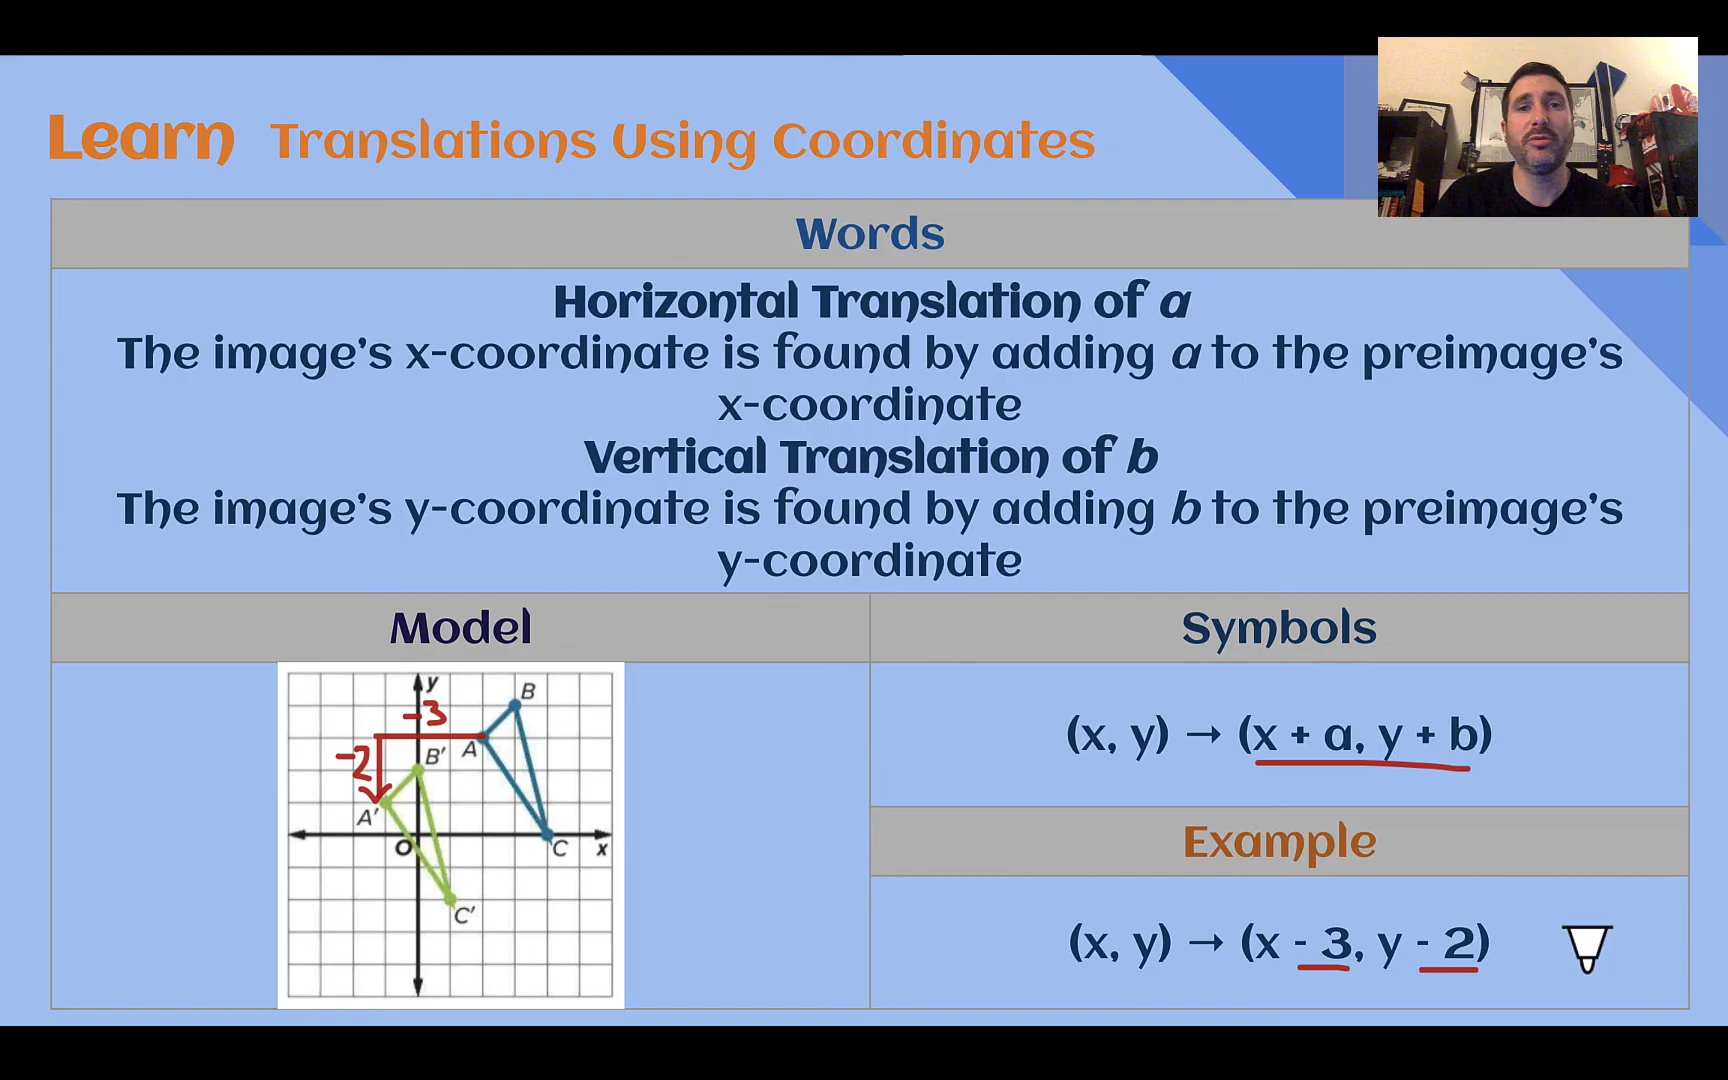 Learn Translations Using Coordinates
Words
Horizontal Translation of a
The image's x-coordinate is found by adding a to the preimage's
x-coordinate
Vertical Translation of b
The image's y-coordinate is found by adding b to the preimage's
y-coordinate
Model
Symbols
y
B
-3
-2
B'
A
A'
O
C
x
C'
(x, y) → (x + a, y + b)
Example
(x, y) → (x - 3, y - 2)